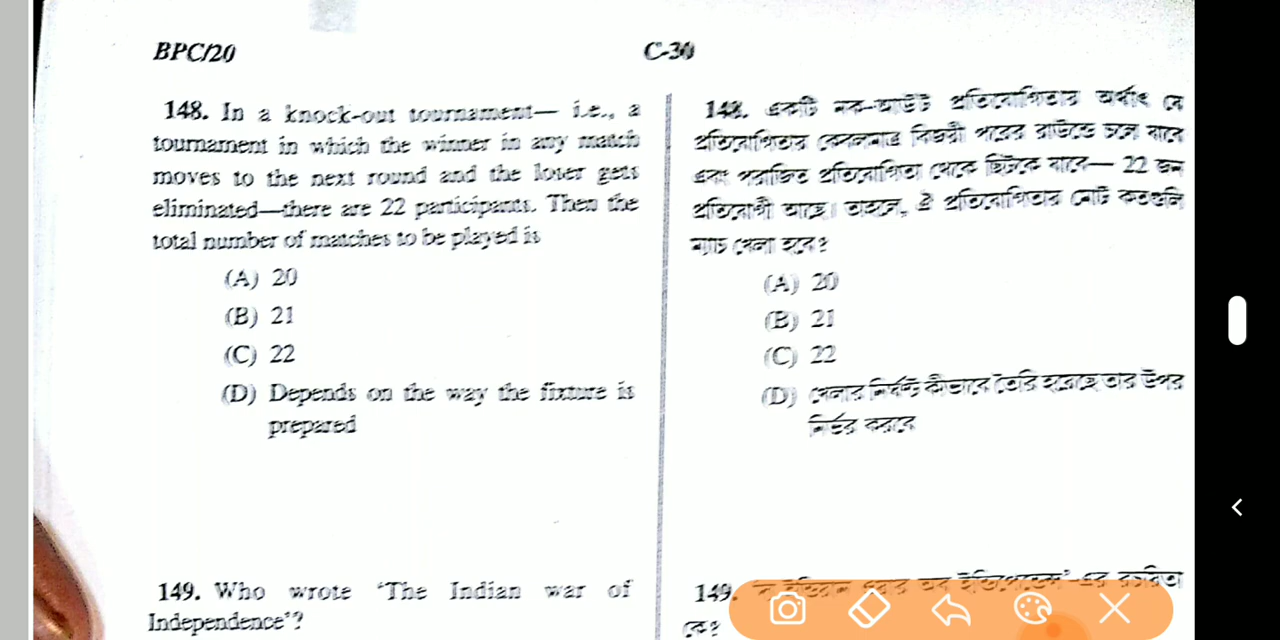 BPC/20
C-30
148. In a knock-out tournament— i.e., a
tournament in which the winner in any match
moves to the next round and the loser gets
eliminated—there are 22 participants. Then the
total number of matches to be played is
(A) 20
(B) 21
(C) 22
(D) Depends on the way the fixture is
prepared
149. Who wrote 'The Indian war of
Independence'?
148. একটি নক-আউট প্রতিযোগিতার অর্থাৎ যে
প্রতিযোগিতার কেবলমাত্র বিজয়ী পরের রাউন্ডে চলে যাবে
এবং পরাজিত প্রতিযোগিতা থেকে ছিটকে যাবে— 22 জন
প্রতিযোগী আছে। তাহলে, ঐ প্রতিযোগিতার মোট কতগুলি
ম্যাচ খেলা হবে?
(A) 20
(B) 21
(C) 22
(D) খেলার নির্ঘন্ট কীভাবে তৈরি হয়েছে তার উপর
নির্ভর করবে
149. রচয়িতা
কে?